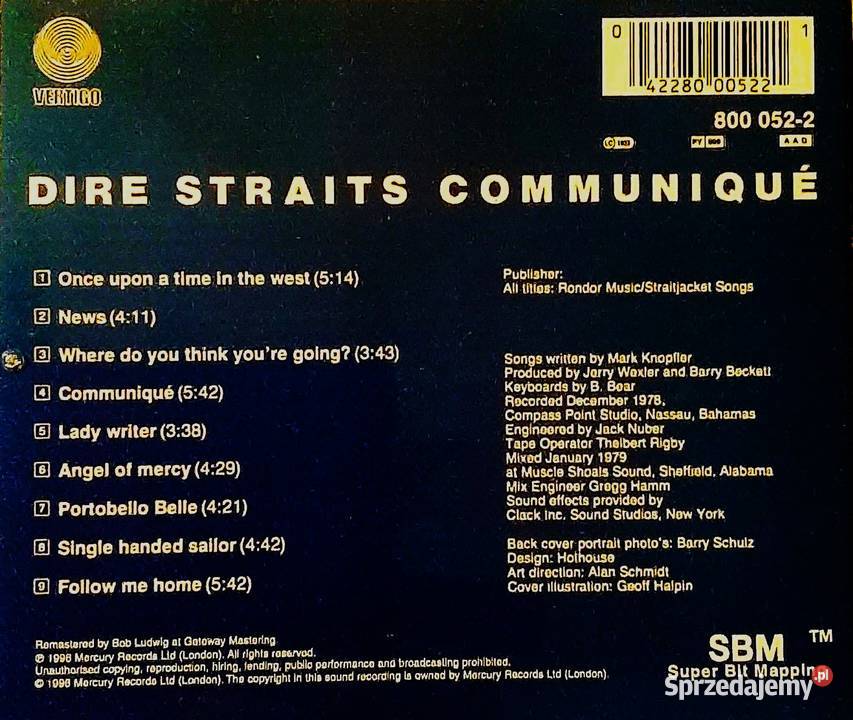 VERTIGO
0 1
42280 00522
800 052-2
LC 1633
PY 899
AAD
DIRE STRAITS COMMUNIQUÉ
1 Once upon a time in the west (5:14)
2 News (4:11)
3 Where do you think you're going? (3:43)
4 Communiqué (5:42)
5 Lady writer (3:38)
6 Angel of mercy (4:29)
7 Portobello Belle (4:21)
8 Single handed sailor (4:42)
9 Follow me home (5:42)
Publisher:
All titles: Rondor Music/Straitjacket Songs
Songs written by Mark Knopfler
Produced by Jerry Wexler and Barry Beckett
Keyboards by B. Bear
Recorded December 1978,
Compass Point Studio, Nassau, Bahamas
Engineered by Jack Nuber
Tape Operator Thelbert Rigby
Mixed January 1979
at Muscle Shoals Sound, Sheffield, Alabama
Mix Engineer Gregg Hamm
Sound effects provided by
Clack Inc. Sound Studios, New York
Back cover portrait photo's: Barry Schulz
Design: Hothouse
Art direction: Alan Schmidt
Cover illustration: Geoff Halpin
Remastered by Bob Ludwig at Gateway Mastering
℗ 1996 Mercury Records Ltd (London). All rights reserved.
Unauthorised copying, reproduction, hiring, lending, public performance and broadcasting prohibited.
© 1996 Mercury Records Ltd (London). The copyright in this sound recording is owned by Mercury Records Ltd (London).
SBM TM
Super Bit Mappin
Sprzedajemy.pl